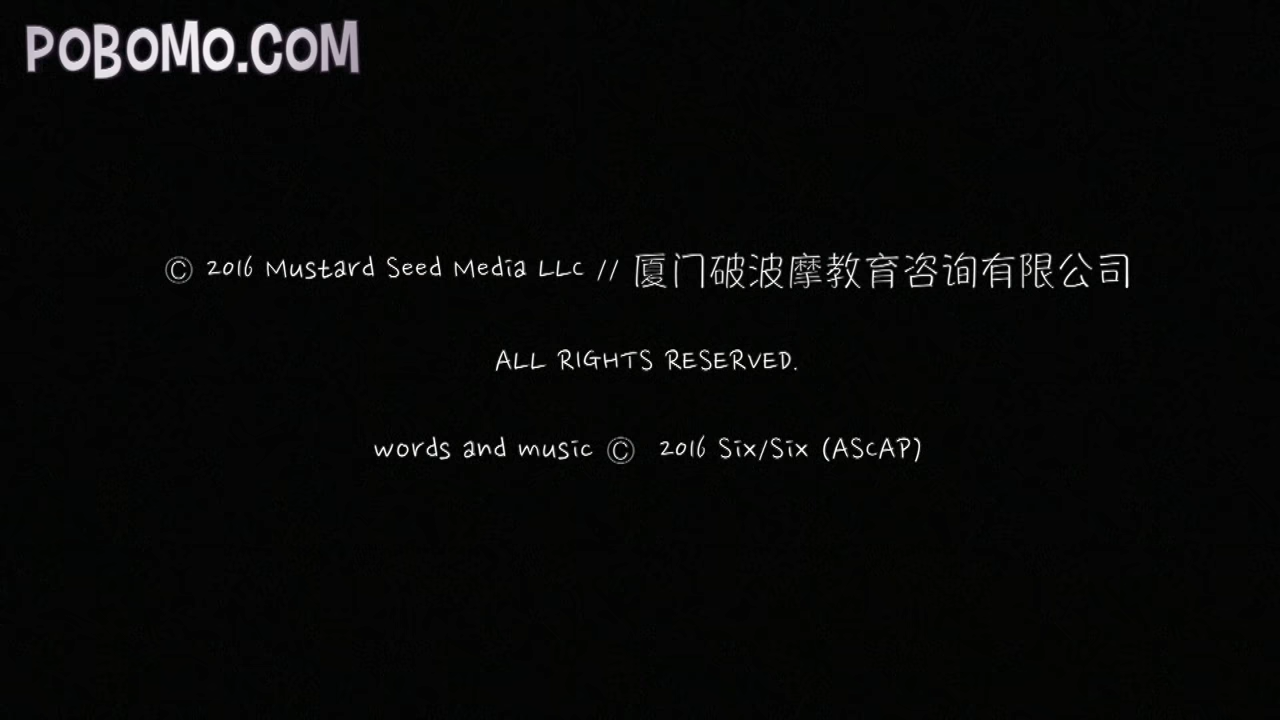 POBOMO.COM
© 2016 Mustard Seed Media LLC // 厦门破波摩教育咨询有限公司
ALL RIGHTS RESERVED.
words and music © 2016 Six/Six (ASCAP)